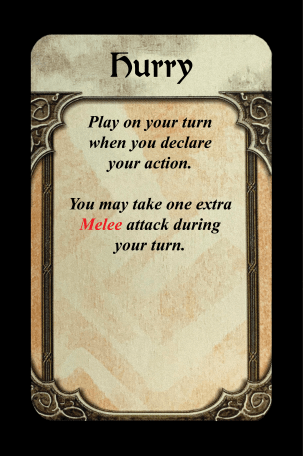 Hurry
Play on your turn
when you declare
your action.
You may take one extra
Melee attack during
your turn.